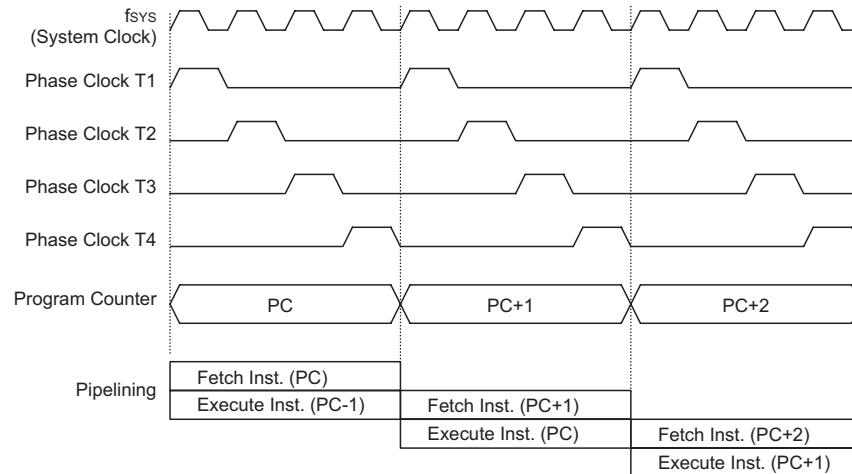 fSYS
(System Clock)
Phase Clock T1
Phase Clock T2
Phase Clock T3
Phase Clock T4
Program Counter
PC
PC+1
PC+2
Pipelining
Fetch Inst. (PC)
Execute Inst. (PC-1)
Fetch Inst. (PC+1)
Execute Inst. (PC)
Fetch Inst. (PC+2)
Execute Inst. (PC+1)